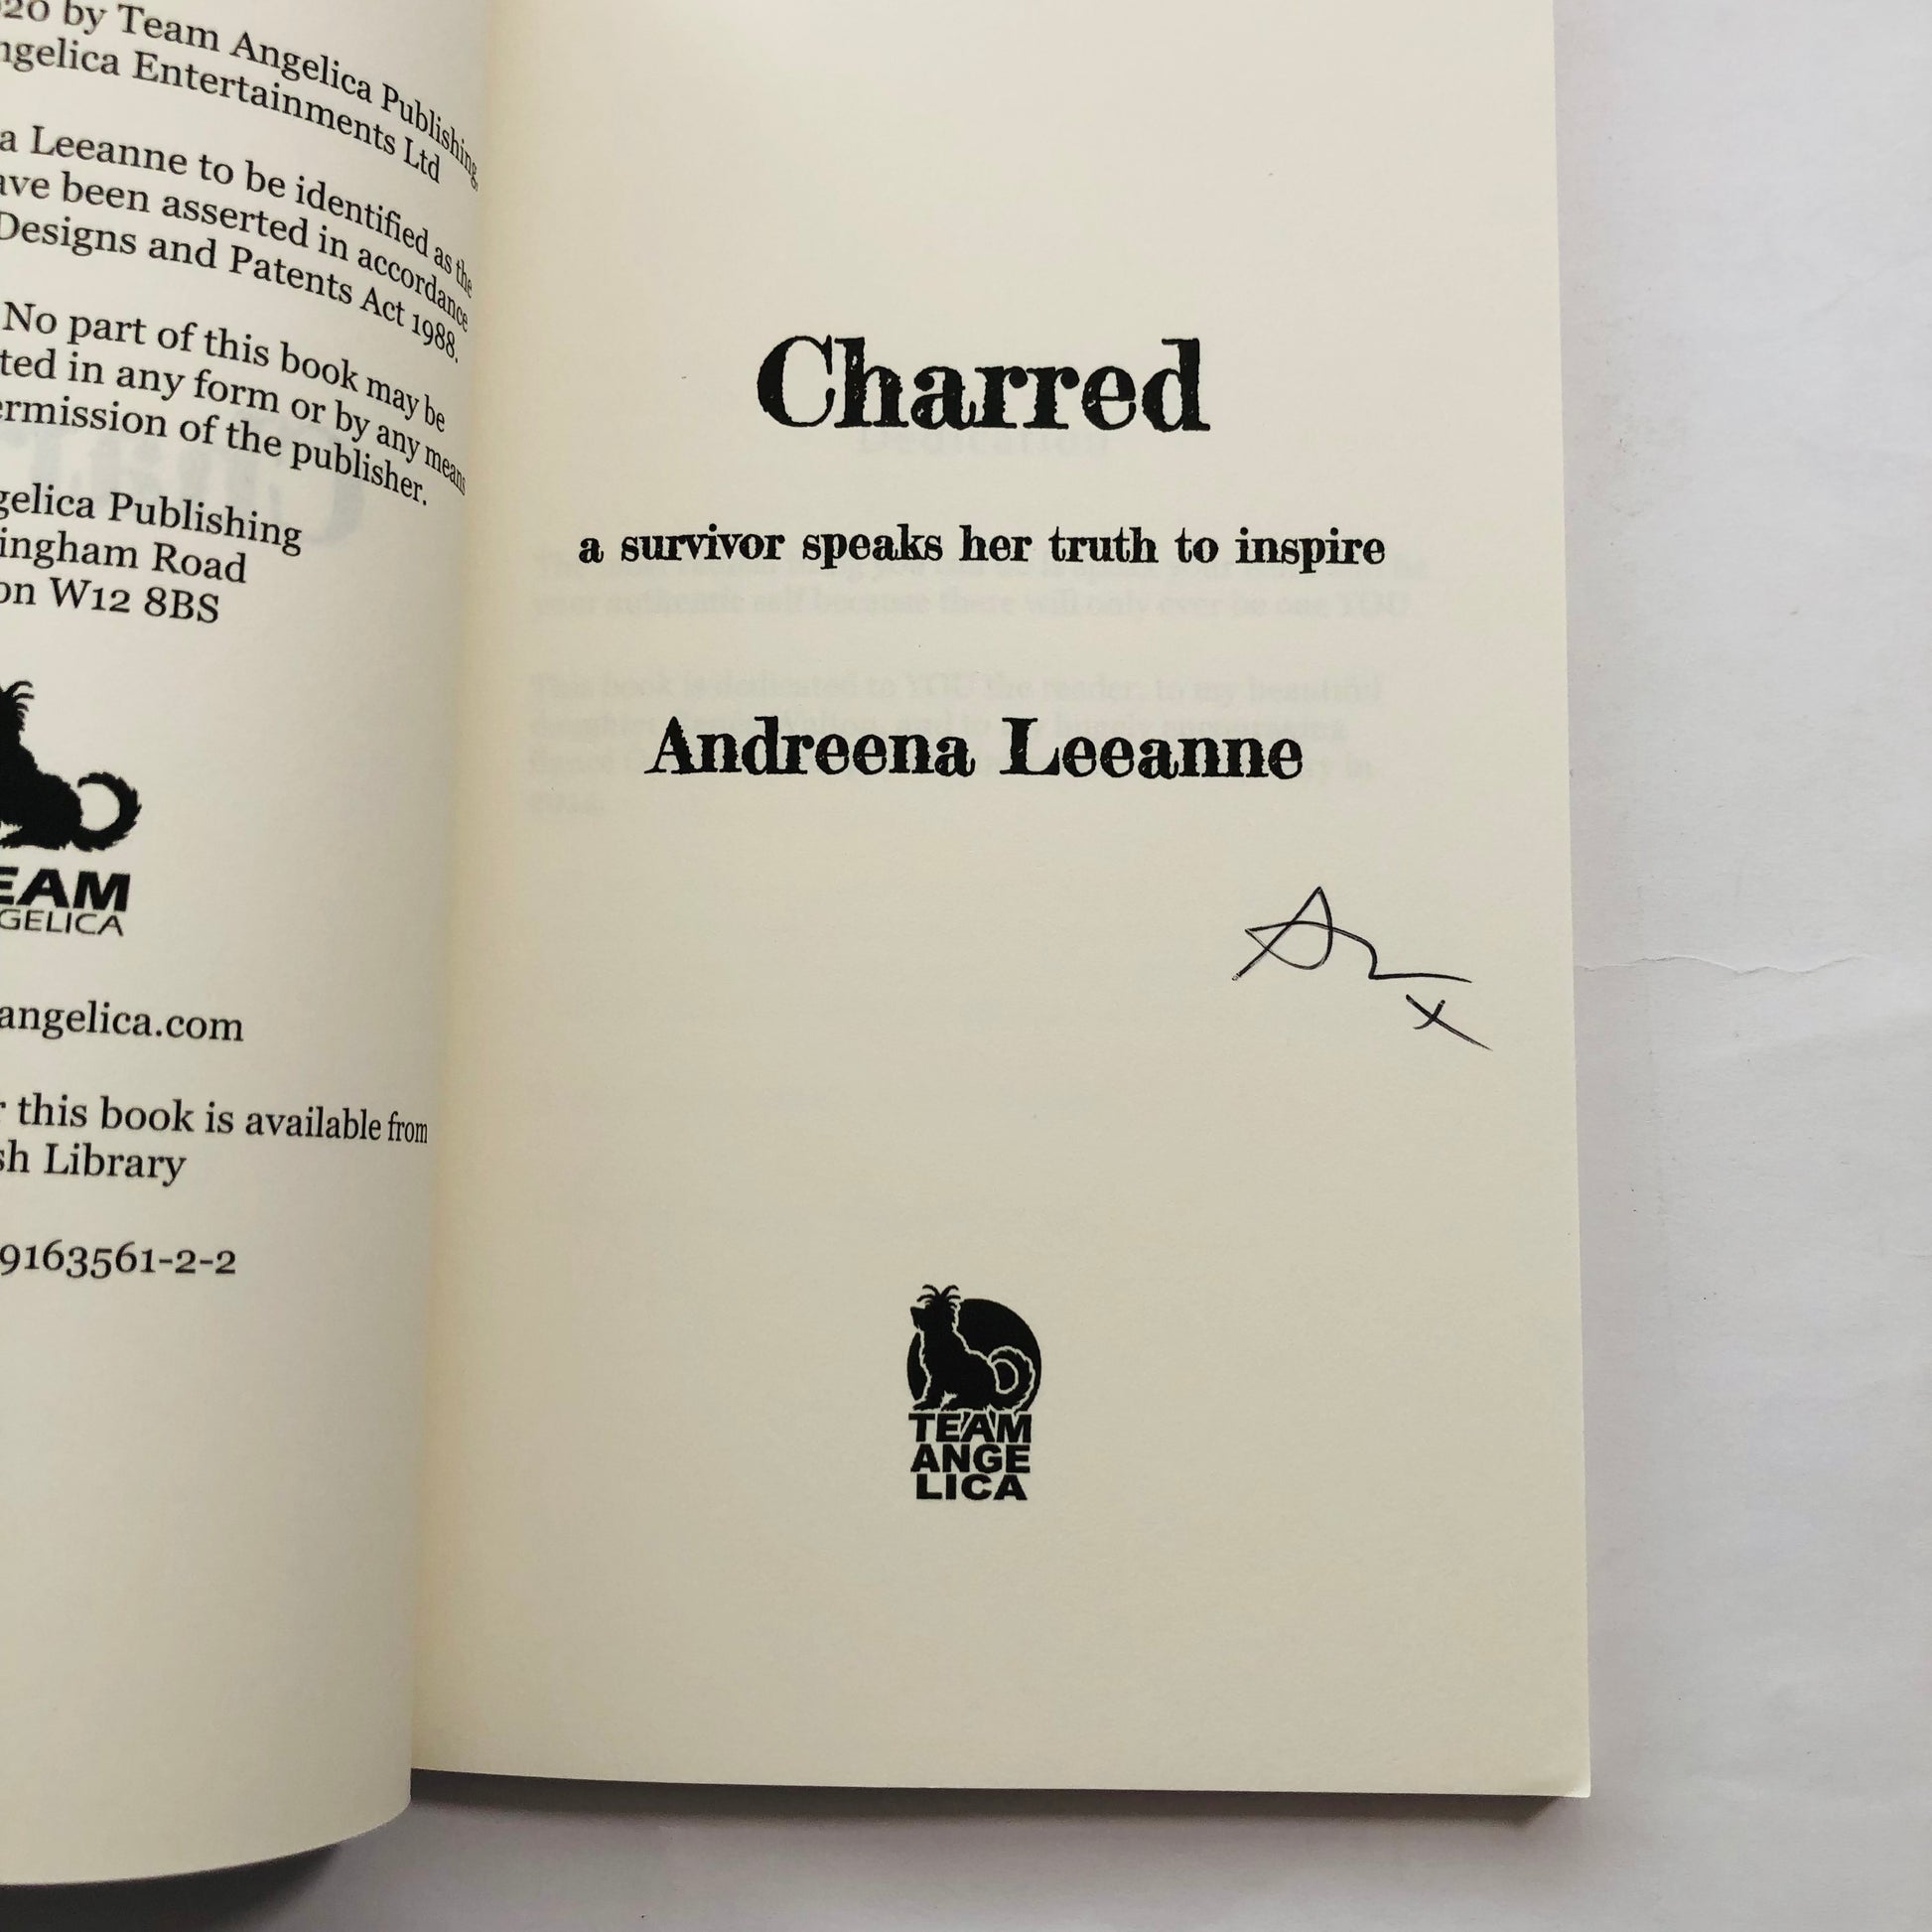 20 by Team Angelica Publishing,
ngelica Entertainments Ltd
a Leeanne to be identified as the
ave been asserted in accordance
Designs and Patents Act 1988.
No part of this book may be
ted in any form or by any means
ermission of the publisher.
gelica Publishing
ingham Road
on W12 8BS
EAM
GELICA
angelica.com
r this book is available from
sh Library
9163561-2-2
Charred
a survivor speaks her truth to inspire
Andreena Leeanne
x
TEAM
ANGE
LICA